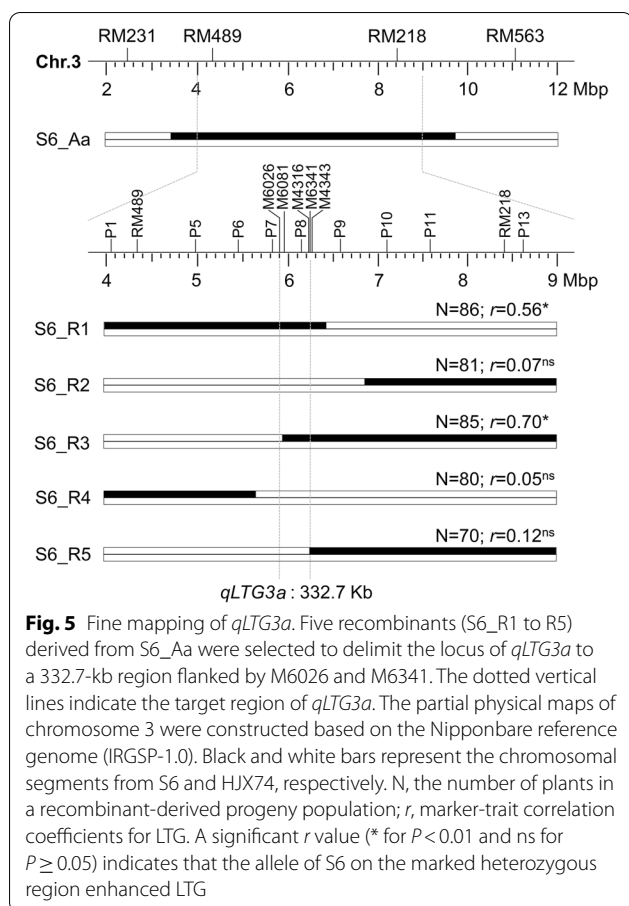 RM231 RM489 RM218 RM563
Chr.3
2 4 6 8 10 12 Mbp
S6_Aa
P1 RM489 P5 P6 P7 M6026 M6081 P8 M4316 M6341 M4343 P9 P10 P11 RM218 P13
4 5 6 7 8 9 Mbp
N=86; r=0.56*
S6_R1
N=81; r=0.07ns
S6_R2
N=85; r=0.70*
S6_R3
N=80; r=0.05ns
S6_R4
N=70; r=0.12ns
S6_R5
qLTG3a : 332.7 Kb
Fig. 5 Fine mapping of qLTG3a. Five recombinants (S6_R1 to R5)
derived from S6_Aa were selected to delimit the locus of qLTG3a to
a 332.7-kb region flanked by M6026 and M6341. The dotted vertical
lines indicate the target region of qLTG3a. The partial physical maps of
chromosome 3 were constructed based on the Nipponbare reference
genome (IRGSP-1.0). Black and white bars represent the chromosomal
segments from S6 and HJX74, respectively. N, the number of plants in
a recombinant-derived progeny population; r, marker-trait correlation
coefficients for LTG. A significant r value (* for P < 0.01 and ns for
P ≥ 0.05) indicates that the allele of S6 on the marked heterozygous
region enhanced LTG